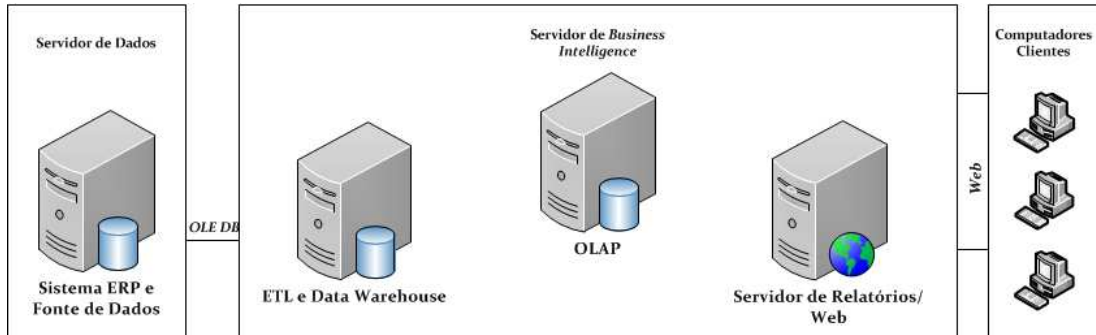 Servidor de Dados
Sistema ERP e
Fonte de Dados
OLE DB
Servidor de Business
Intelligence
ETL e Data Warehouse
OLAP
Servidor de Relatórios/
Web
Web
Computadores
Clientes